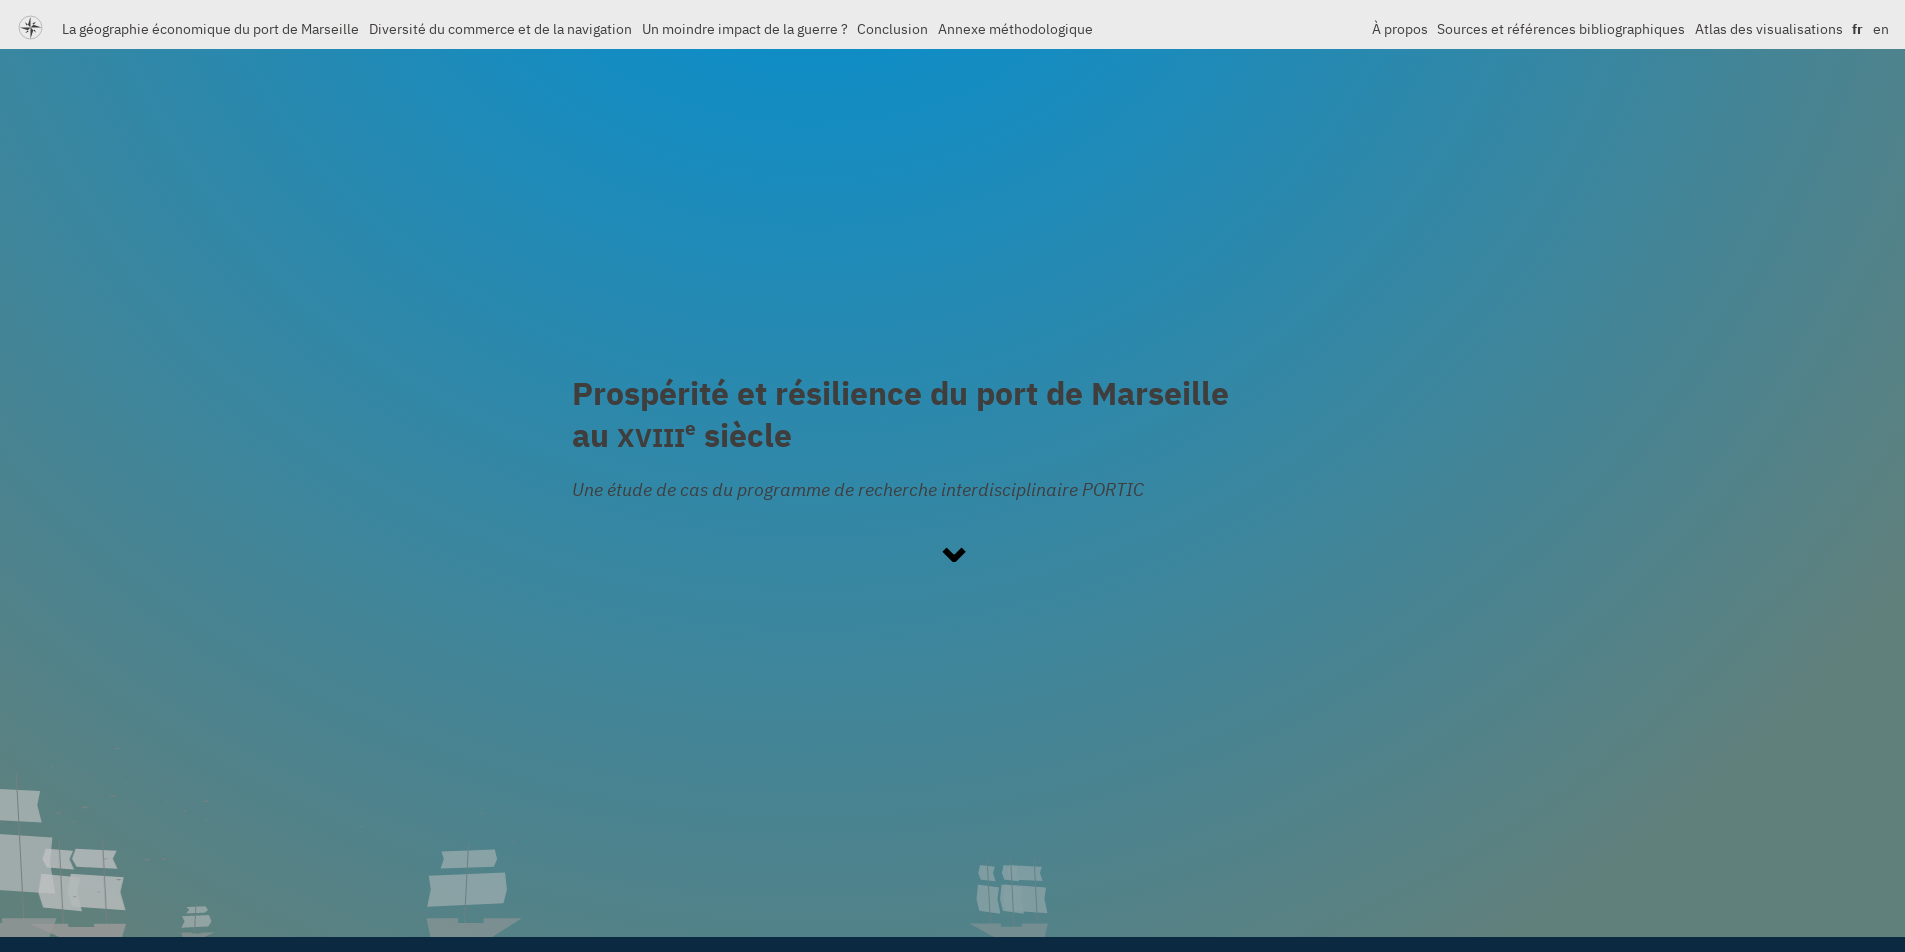 La géographie économique du port de Marseille Diversité du commerce et de la navigation Un moindre impact de la guerre ? Conclusion Annexe méthodologique À propos Sources et références bibliographiques Atlas des visualisations fr en
Prospérité et résilience du port de Marseille
au XVIIIe siècle
Une étude de cas du programme de recherche interdisciplinaire PORTIC